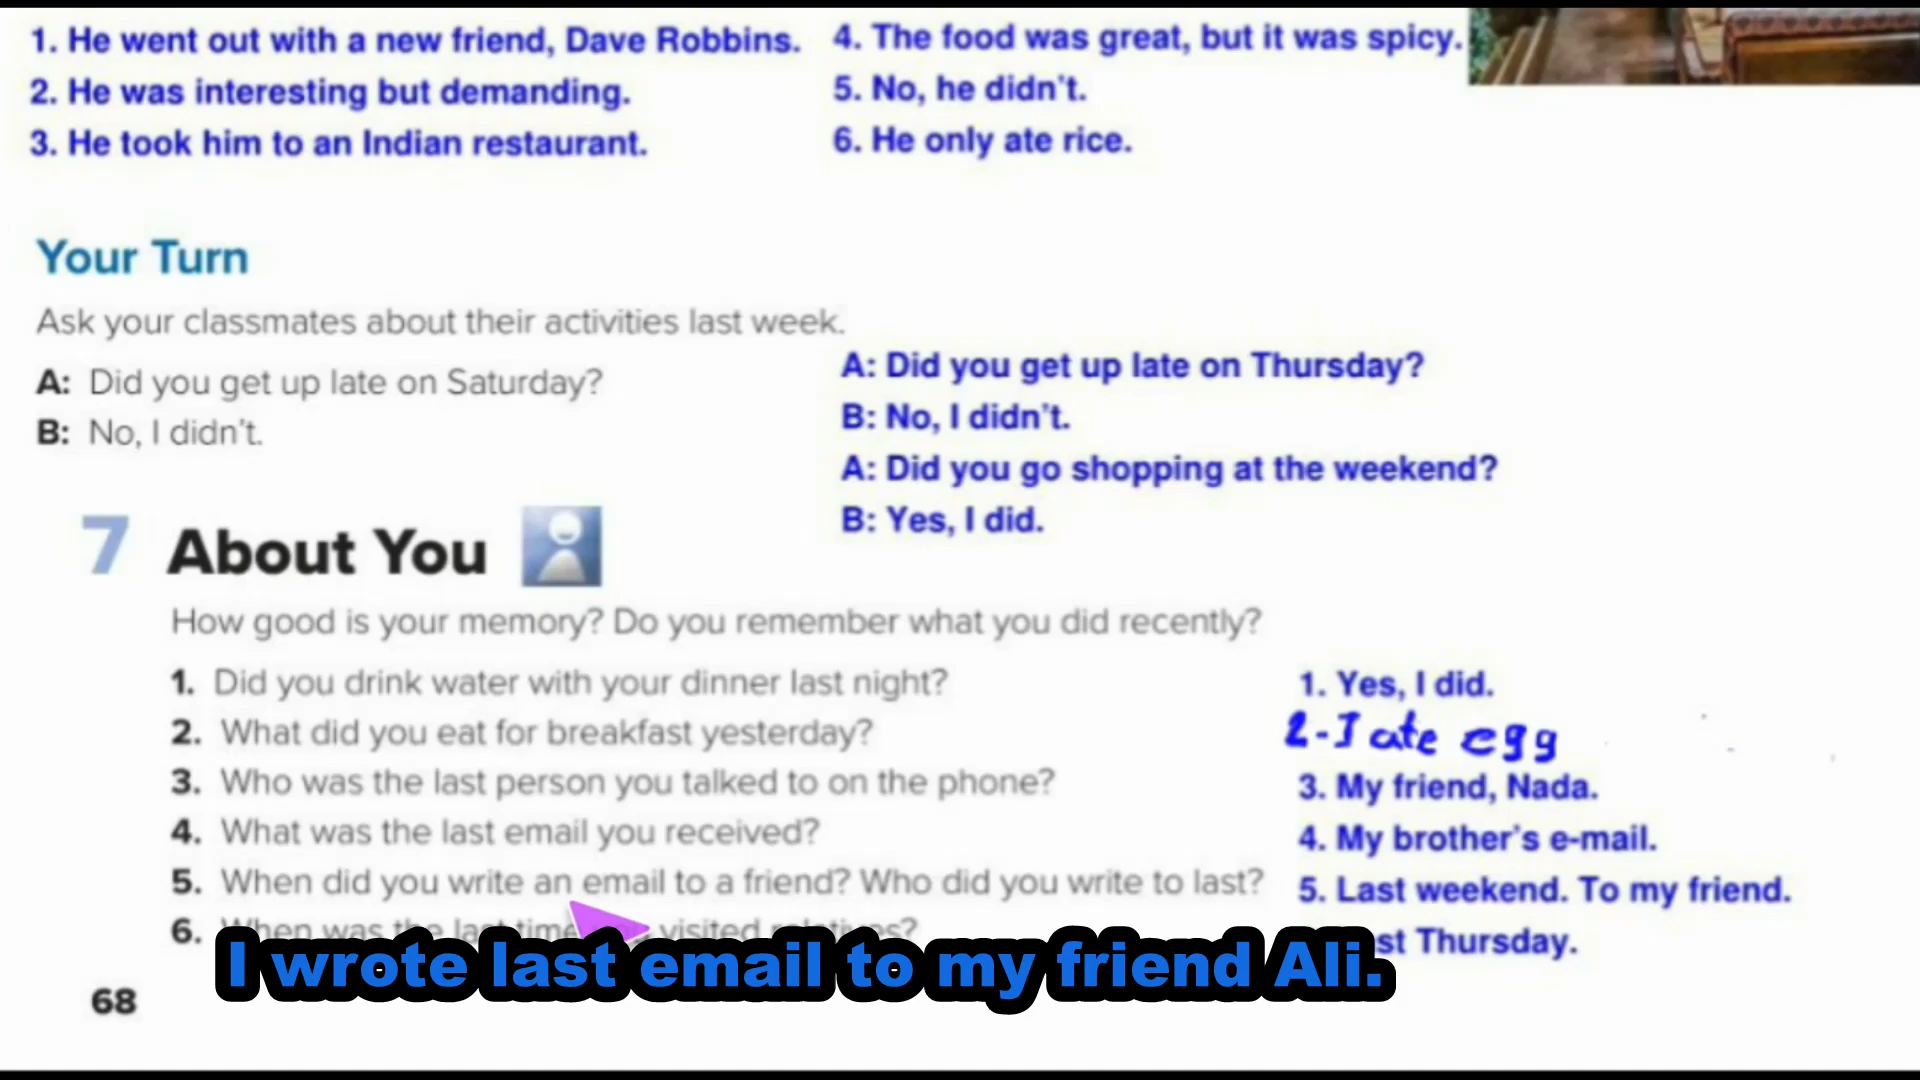 1. He went out with a new friend, Dave Robbins.
2. He was interesting but demanding.
3. He took him to an Indian restaurant.
4. The food was great, but it was spicy.
5. No, he didn't.
6. He only ate rice.
Your Turn
Ask your classmates about their activities last week.
A: Did you get up late on Saturday?
B: No, I didn't.
A: Did you get up late on Thursday?
B: No, I didn't.
A: Did you go shopping at the weekend?
B: Yes, I did.
7 About You
How good is your memory? Do you remember what you did recently?
1. Did you drink water with your dinner last night?
2. What did you eat for breakfast yesterday?
3. Who was the last person you talked to on the phone?
4. What was the last email you received?
5. When did you write an email to a friend? Who did you write to last?
6. When was the last time visited relatives?
1. Yes, I did.
2-I ate egg
3. My friend, Nada.
4. My brother's e-mail.
5. Last weekend. To my friend.
Thursday.
I wrote last email to my friend Ali.
68